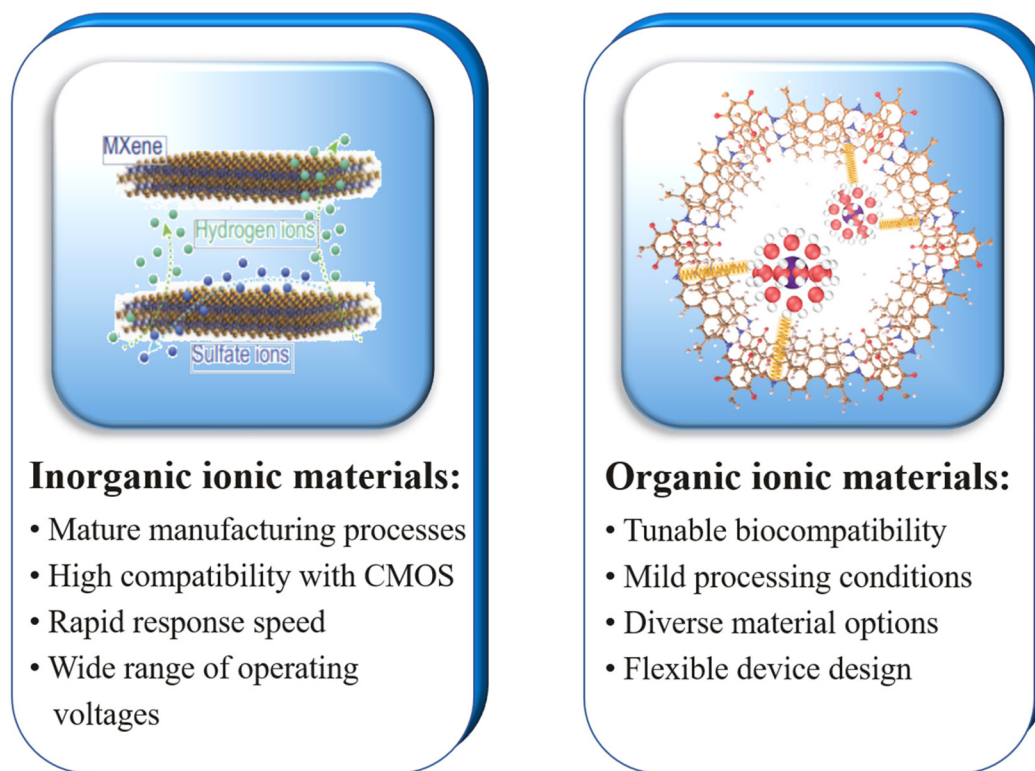 MXene
Hydrogen ions
Sulfate ions
Inorganic ionic materials:
• Mature manufacturing processes
• High compatibility with CMOS
• Rapid response speed
• Wide range of operating
voltages
Organic ionic materials:
• Tunable biocompatibility
• Mild processing conditions
• Diverse material options
• Flexible device design